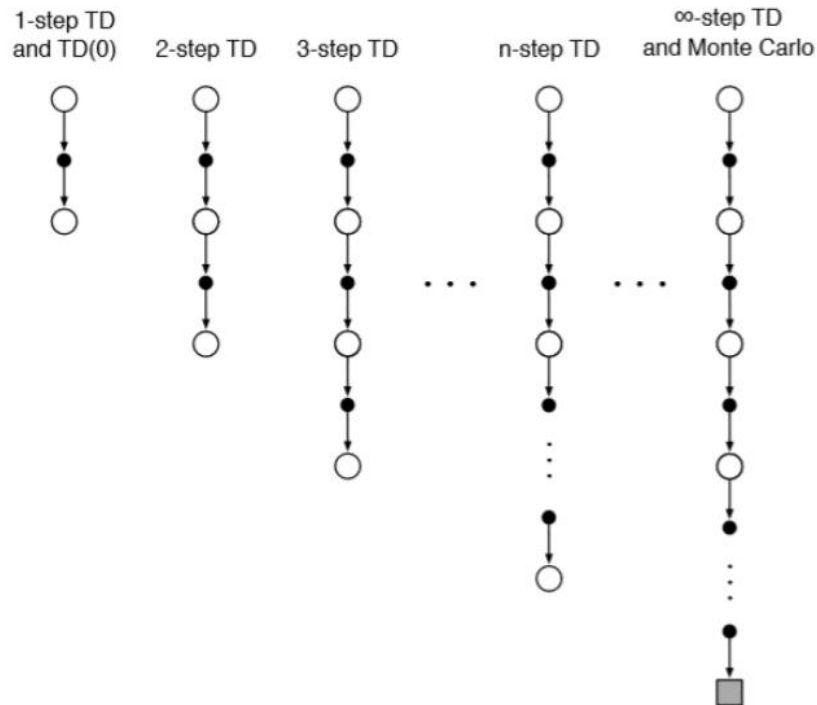 1-step TD
and TD(0)
2-step TD
3-step TD
n-step TD
∞-step TD
and Monte Carlo